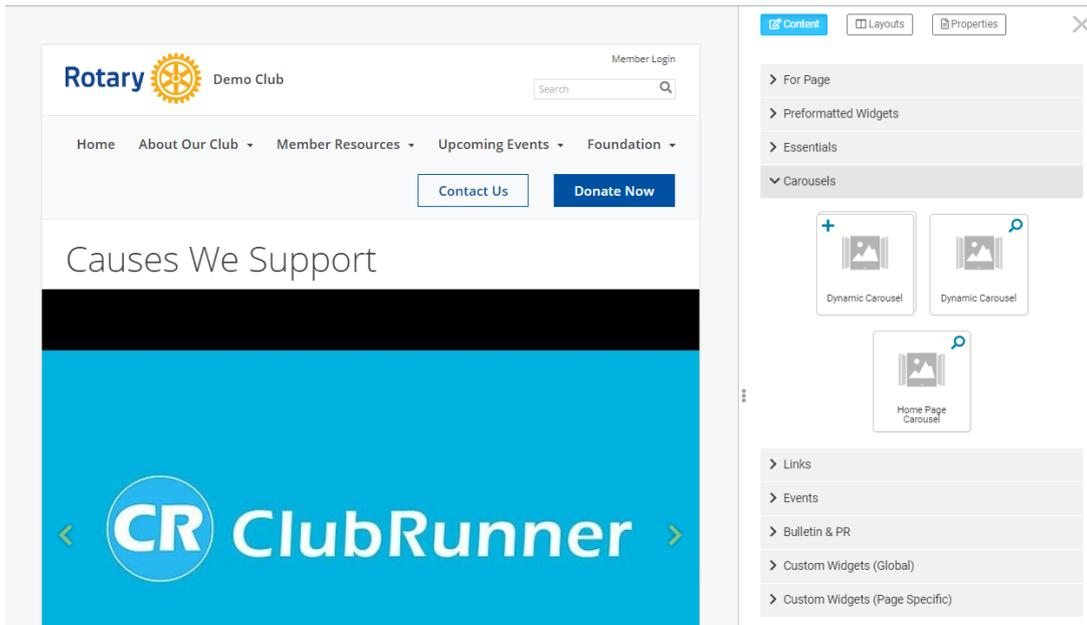 Content
Layouts
Properties
Rotary
Demo Club
Member Login
Search
Home
About Our Club
Member Resources
Upcoming Events
Foundation
Contact Us
Donate Now
Causes We Support
CR ClubRunner
For Page
Preformatted Widgets
Essentials
Carousels
Dynamic Carousel
Dynamic Carousel
Home Page
Carousel
Links
Events
Bulletin & PR
Custom Widgets (Global)
Custom Widgets (Page Specific)